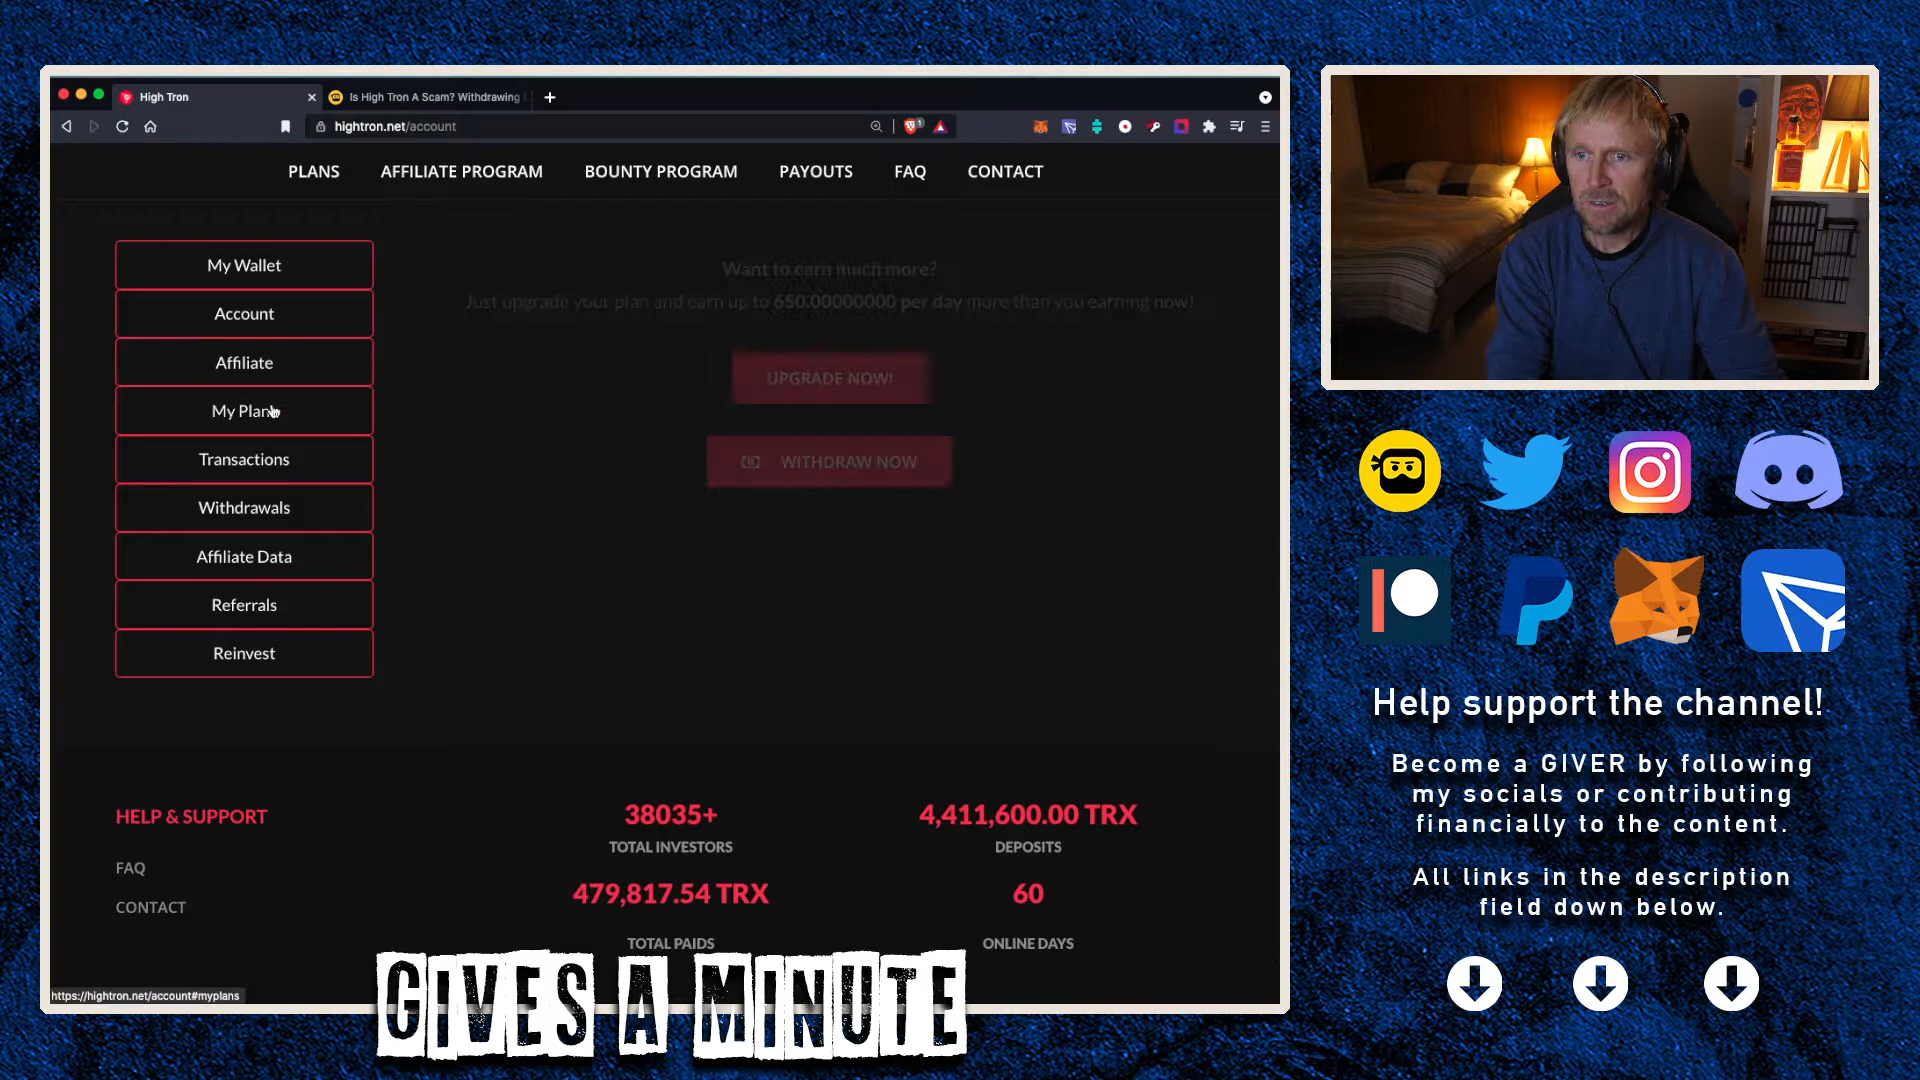 High Tron
Is High Tron A Scam? Withdrawing
hightron.net/account
PLANS
AFFILIATE PROGRAM
BOUNTY PROGRAM
PAYOUTS
FAQ
CONTACT
My Wallet
Account
Affiliate
My Plans
Transactions
Withdrawals
Affiliate Data
Referrals
Reinvest
Want to earn much more?
Just upgrade your plan and earn up to 650.00000000 per day more than you earning now!
UPGRADE NOW!
WITHDRAW NOW
HELP & SUPPORT
FAQ
CONTACT
38035+
TOTAL INVESTORS
4,411,600.00 TRX
DEPOSITS
479,817.54 TRX
TOTAL PAIDS
60
ONLINE DAYS
https://hightron.net/account#myplans
GIVES A MINUTE
Help support the channel!
Become a GIVER by following
my socials or contributing
financially to the content.
All links in the description
field down below.